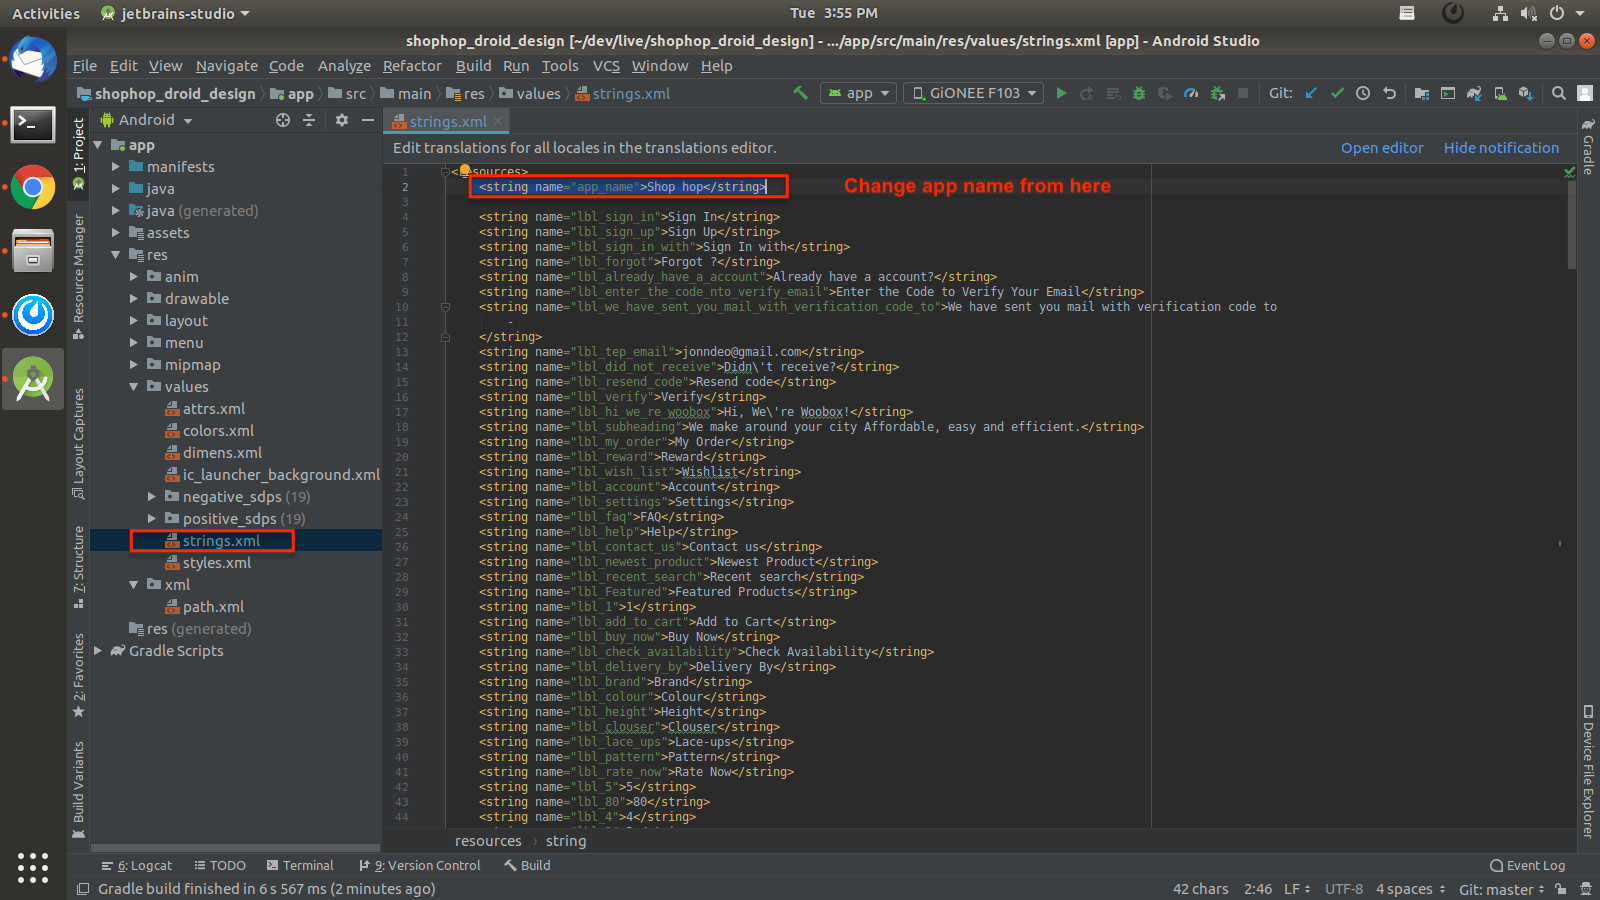 Activities
jetbrains-studio
Tue 3:55 PM
shophop_droid_design [~/dev/live/shophop_droid_design] - .../app/src/main/res/values/strings.xml [app] - Android Studio
File Edit View Navigate Code Analyze Refactor Build Run Tools VCS Window Help
shophop_droid_design app src main res values strings.xml
app GiONEE F103 Git:
1: Project
Resource Manager
Layout Captures
7: Structure
2: Favorites
Build Variants
Android
app
manifests
java
java (generated)
assets
res
anim
drawable
layout
menu
mipmap
values
attrs.xml
colors.xml
dimens.xml
ic_launcher_background.xml
negative_sdps (19)
positive_sdps (19)
strings.xml
styles.xml
xml
path.xml
res (generated)
Gradle Scripts
strings.xml
Edit translations for all locales in the translations editor. Open editor Hide notification
1 <resources>
2 <string name="app_name">Shop hop</string>
Change app name from here
3
4 <string name="lbl_sign_in">Sign In</string>
5 <string name="lbl_sign_up">Sign Up</string>
6 <string name="lbl_sign_in_with">Sign In with</string>
7 <string name="lbl_forgot">Forgot ?</string>
8 <string name="lbl_already_have_a_account">Already have a account?</string>
9 <string name="lbl_enter_the_code_nto_verify_email">Enter the Code to Verify Your Email</string>
10 <string name="lbl_we_have_sent_you_mail_with_verification_code_to">We have sent you mail with verification code to
11 -
12 </string>
13 <string name="lbl_tep_email">jonndeo@gmail.com</string>
14 <string name="lbl_did_not_receive">Didn\'t receive?</string>
15 <string name="lbl_resend_code">Resend code</string>
16 <string name="lbl_verify">Verify</string>
17 <string name="lbl_hi_we_re_woobox">Hi, We\'re Woobox!</string>
18 <string name="lbl_subheading">We make around your city Affordable, easy and efficient.</string>
19 <string name="lbl_my_order">My Order</string>
20 <string name="lbl_reward">Reward</string>
21 <string name="lbl_wish_list">Wishlist</string>
22 <string name="lbl_account">Account</string>
23 <string name="lbl_settings">Settings</string>
24 <string name="lbl_faq">FAQ</string>
25 <string name="lbl_help">Help</string>
26 <string name="lbl_contact_us">Contact us</string>
27 <string name="lbl_newest_product">Newest Product</string>
28 <string name="lbl_recent_search">Recent search</string>
29 <string name="lbl_Featured">Featured Products</string>
30 <string name="lbl_1">1</string>
31 <string name="lbl_add_to_cart">Add to Cart</string>
32 <string name="lbl_buy_now">Buy Now</string>
33 <string name="lbl_check_availability">Check Availability</string>
34 <string name="lbl_delivery_by">Delivery By</string>
35 <string name="lbl_brand">Brand</string>
36 <string name="lbl_colour">Colour</string>
37 <string name="lbl_height">Height</string>
38 <string name="lbl_clouser">Clouser</string>
39 <string name="lbl_lace_ups">Lace-ups</string>
40 <string name="lbl_pattern">Pattern</string>
41 <string name="lbl_rate_now">Rate Now</string>
42 <string name="lbl_5">5</string>
43 <string name="lbl_80">80</string>
44 <string name="lbl_4">4</string>
resources string
Gradle
Device File Explorer
6: Logcat TODO Terminal 9: Version Control Build Event Log
Gradle build finished in 6 s 567 ms (2 minutes ago) 42 chars 2:46 LF UTF-8 4 spaces Git: master